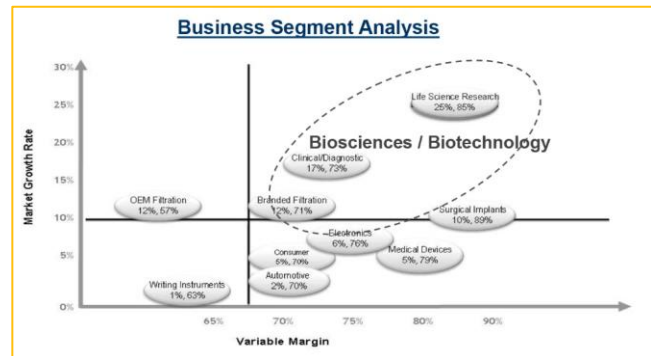 Business Segment Analysis
30%
25%
20%
15%
10%
5%
0%
Market Growth Rate
Life Science Research
25%, 85%
Biosciences / Biotechnology
Clinical/Diagnostic
17%, 73%
OEM Filtration
12%, 57%
Branded Filtration
12%, 71%
Surgical Implants
10%, 89%
Electronics
6%, 76%
Consumer
5%, 70%
Medical Devices
5%, 79%
Automotive
2%, 70%
Writing Instruments
1%, 63%
65%
70%
75%
80%
90%
Variable Margin